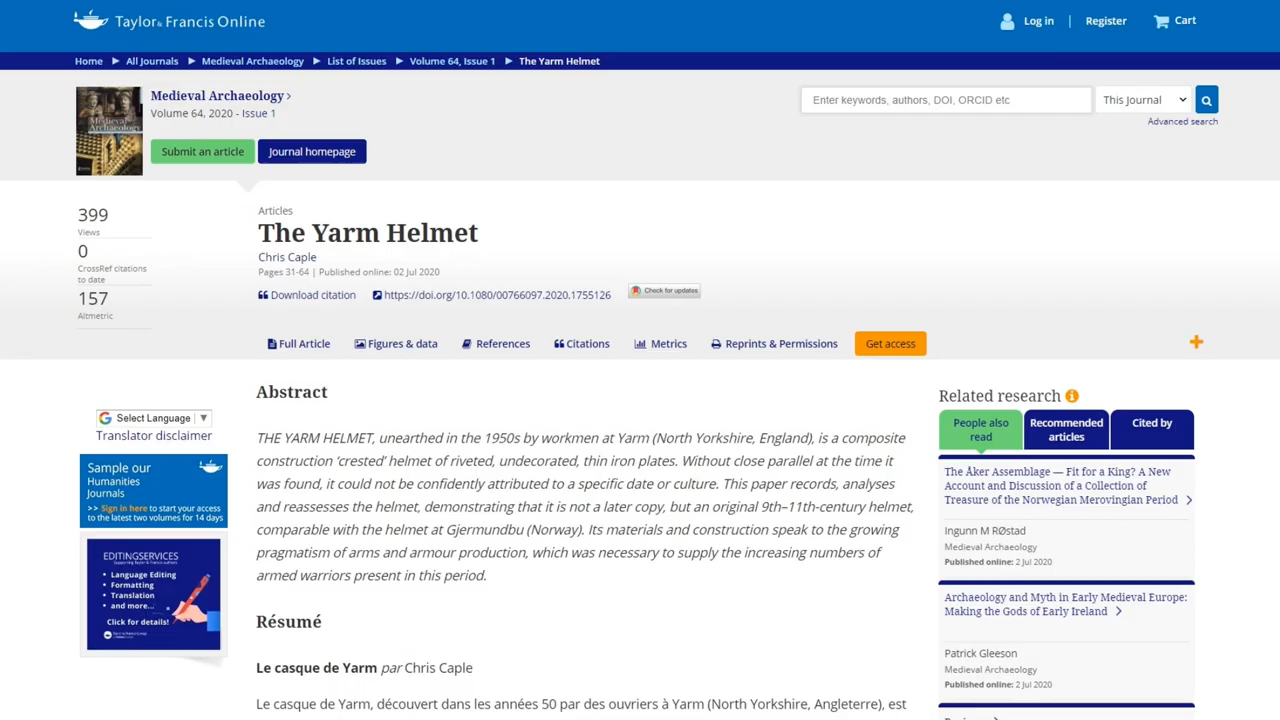 Taylor & Francis Online
Log in | Register Cart
Home ▶ All Journals ▶ Medieval Archaeology ▶ List of Issues ▶ Volume 64, Issue 1 ▶ The Yarm Helmet
Medieval Archaeology ›
Volume 64, 2020 - Issue 1
Enter keywords, authors, DOI, ORCID etc
This Journal
Advanced search
Submit an article
Journal homepage
399
Views
0
CrossRef citations
to date
157
Altmetric
Articles
The Yarm Helmet
Chris Caple
Pages 31-64 | Published online: 02 Jul 2020
Download citation https://doi.org/10.1080/00766097.2020.1755126 Check for updates
Full Article Figures & data References Citations Metrics Reprints & Permissions Get access
Select Language ▼
Translator disclaimer
Sample our
Humanities
Journals
>> Sign in here to start your access
to the latest two volumes for 14 days
EDITINGSERVICES
Supporting Taylor & Francis authors
• Language Editing
• Formatting
• Translation
• and more...
Click for details!
Abstract
THE YARM HELMET, unearthed in the 1950s by workmen at Yarm (North Yorkshire, England), is a composite
construction ‘crested’ helmet of riveted, undecorated, thin iron plates. Without close parallel at the time it
was found, it could not be confidently attributed to a specific date or culture. This paper records, analyses
and reassesses the helmet, demonstrating that it is not a later copy, but an original 9th–11th-century helmet,
comparable with the helmet at Gjermundbu (Norway). Its materials and construction speak to the growing
pragmatism of arms and armour production, which was necessary to supply the increasing numbers of
armed warriors present in this period.
Résumé
Le casque de Yarm par Chris Caple
Le casque de Yarm, découvert dans les années 50 par des ouvriers à Yarm (North Yorkshire, Angleterre), est
Related research
People also
read
Recommended
articles
Cited by
The Åker Assemblage — Fit for a King? A New
Account and Discussion of a Collection of
Treasure of the Norwegian Merovingian Period
Ingunn M RØstad
Medieval Archaeology
Published online: 2 Jul 2020
Archaeology and Myth in Early Medieval Europe:
Making the Gods of Early Ireland
Patrick Gleeson
Medieval Archaeology
Published online: 2 Jul 2020